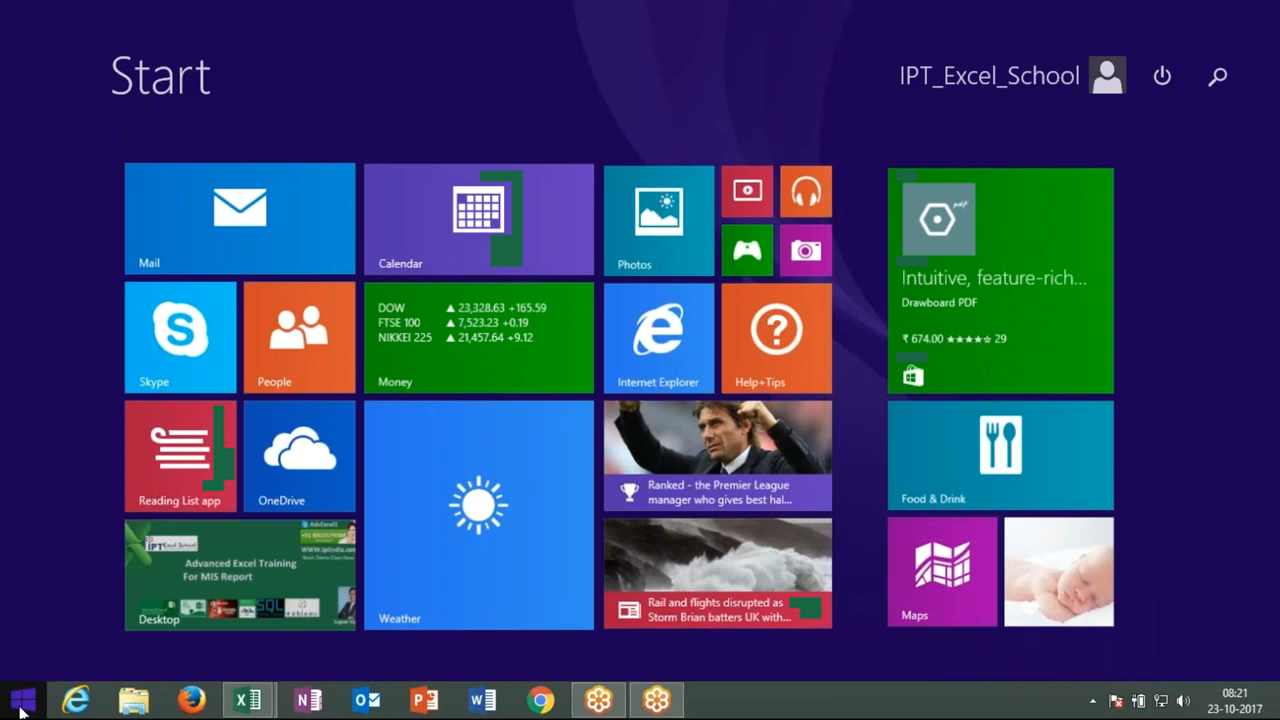 Start
IPT_Excel_School
Mail
Calendar
Photos
Intuitive, feature-rich...
Drawboard PDF
₹ 674.00 ★★★★☆ 29
Skype
People
DOW ▲ 23,328.63 +165.59
FTSE 100 ▲ 7,523.23 +0.19
NIKKEI 225 ▲ 21,457.64 +9.12
Money
Internet Explorer
Help+Tips
Reading List app
OneDrive
Weather
Ranked - the Premier League
manager who gives best hal...
Food & Drink
Advanced Excel Training
For MIS Report
SQL
Desktop
Rail and flights disrupted as
Storm Brian batters UK with...
Maps
08:21
23-10-2017